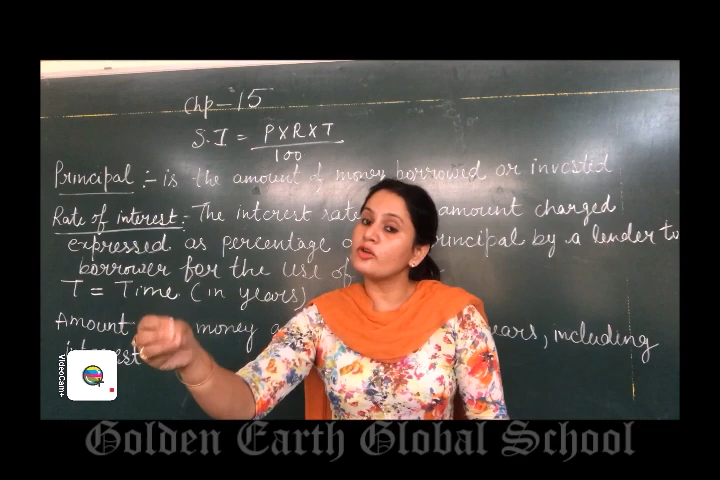 Chp-15
S.I = P X R X T
100
Principal :- is the amount of money borrowed or invested
Rate of interest :- The interest rate amount charged
expressed as percentage principal by a lender to
borrower for the use of
T = Time (in years)
Amount money years, including
interest
VideoCam+
Golden Earth Global School